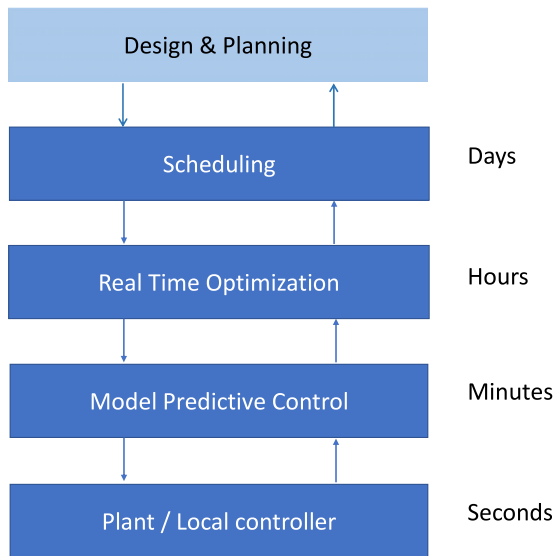 Design & Planning
Scheduling
Days
Real Time Optimization
Hours
Model Predictive Control
Minutes
Plant / Local controller
Seconds